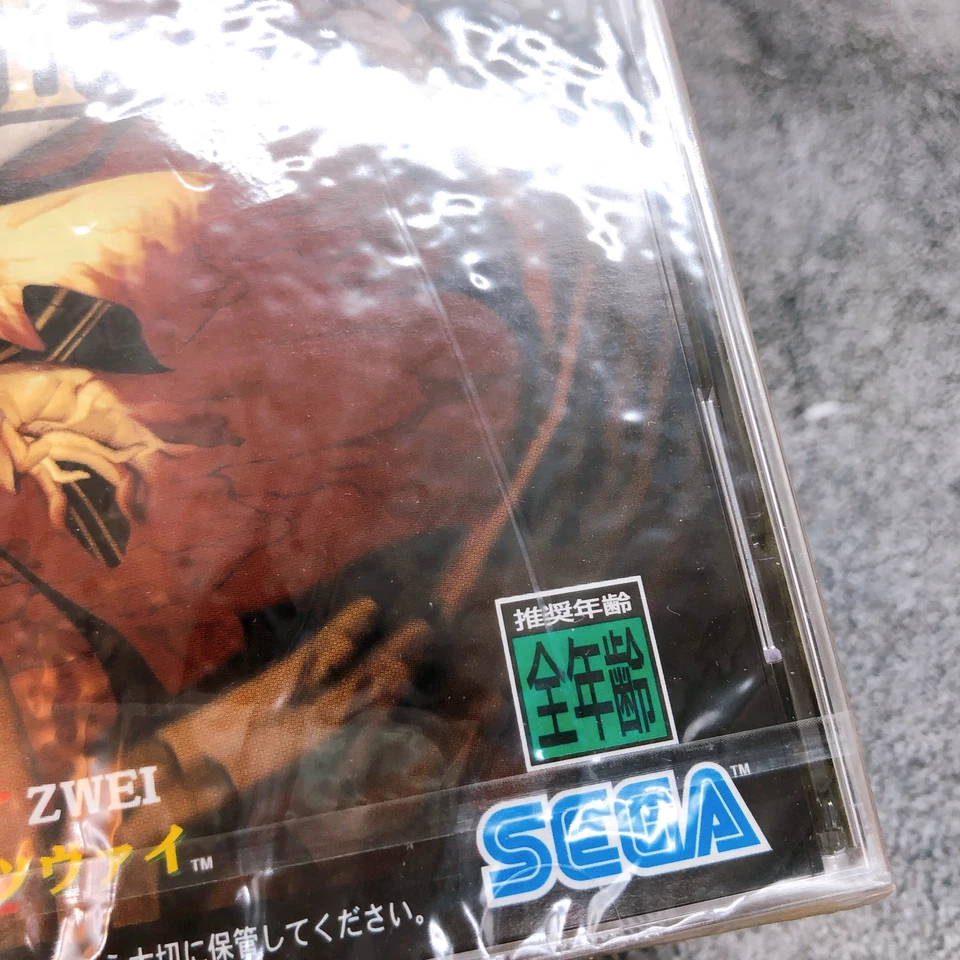 推奨年齢
全年齢
SEGA™
ZWEI
ツヴァイ™
大切に保管してください。